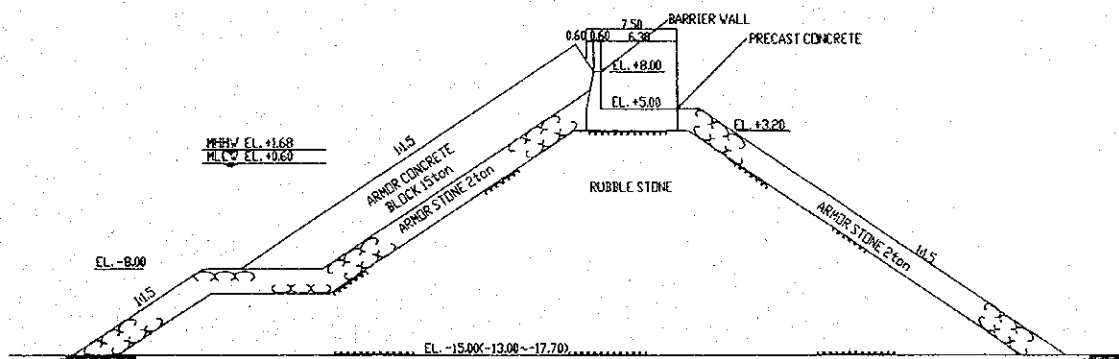 BARRIER WALL
7.50
0.60 0.60 6.30
PRECAST CONCRETE
EL. +8.00
EL. +5.00
EL. +3.20
MHHW EL. +1.68
EL. +0.60
1:1.5
ARMOR CONCRETE
BLOCK 15ton
ARMOR STONE 2ton
RUBBLE STONE
ARMOR STONE 2ton
1:1.5
EL. -8.00
1:1.5
EL. -15.00(-13.00~-17.70)